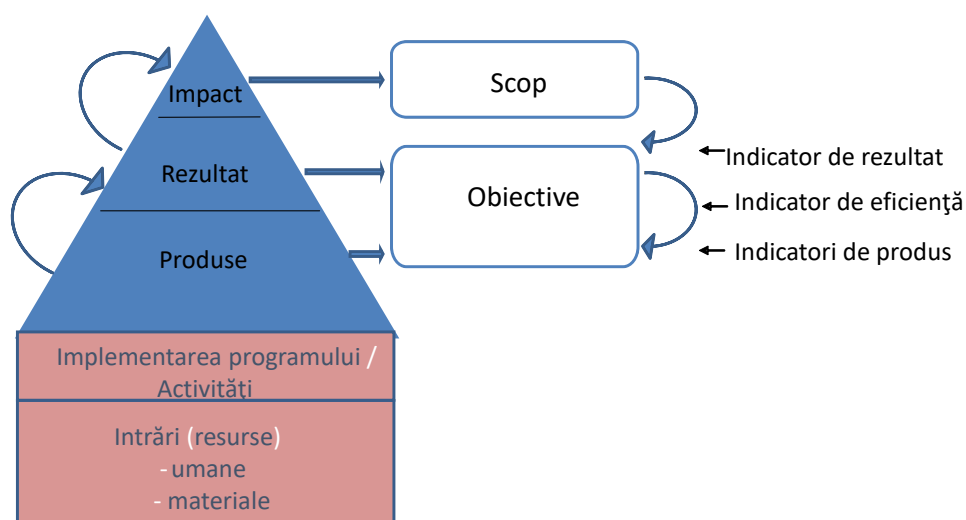 Impact
Rezultat
Produse
Implementarea programului /
Activități
Intrări (resurse)
- umane
- materiale
Scop
Obiective
Indicator de rezultat
Indicator de eficienţă
Indicatori de produs